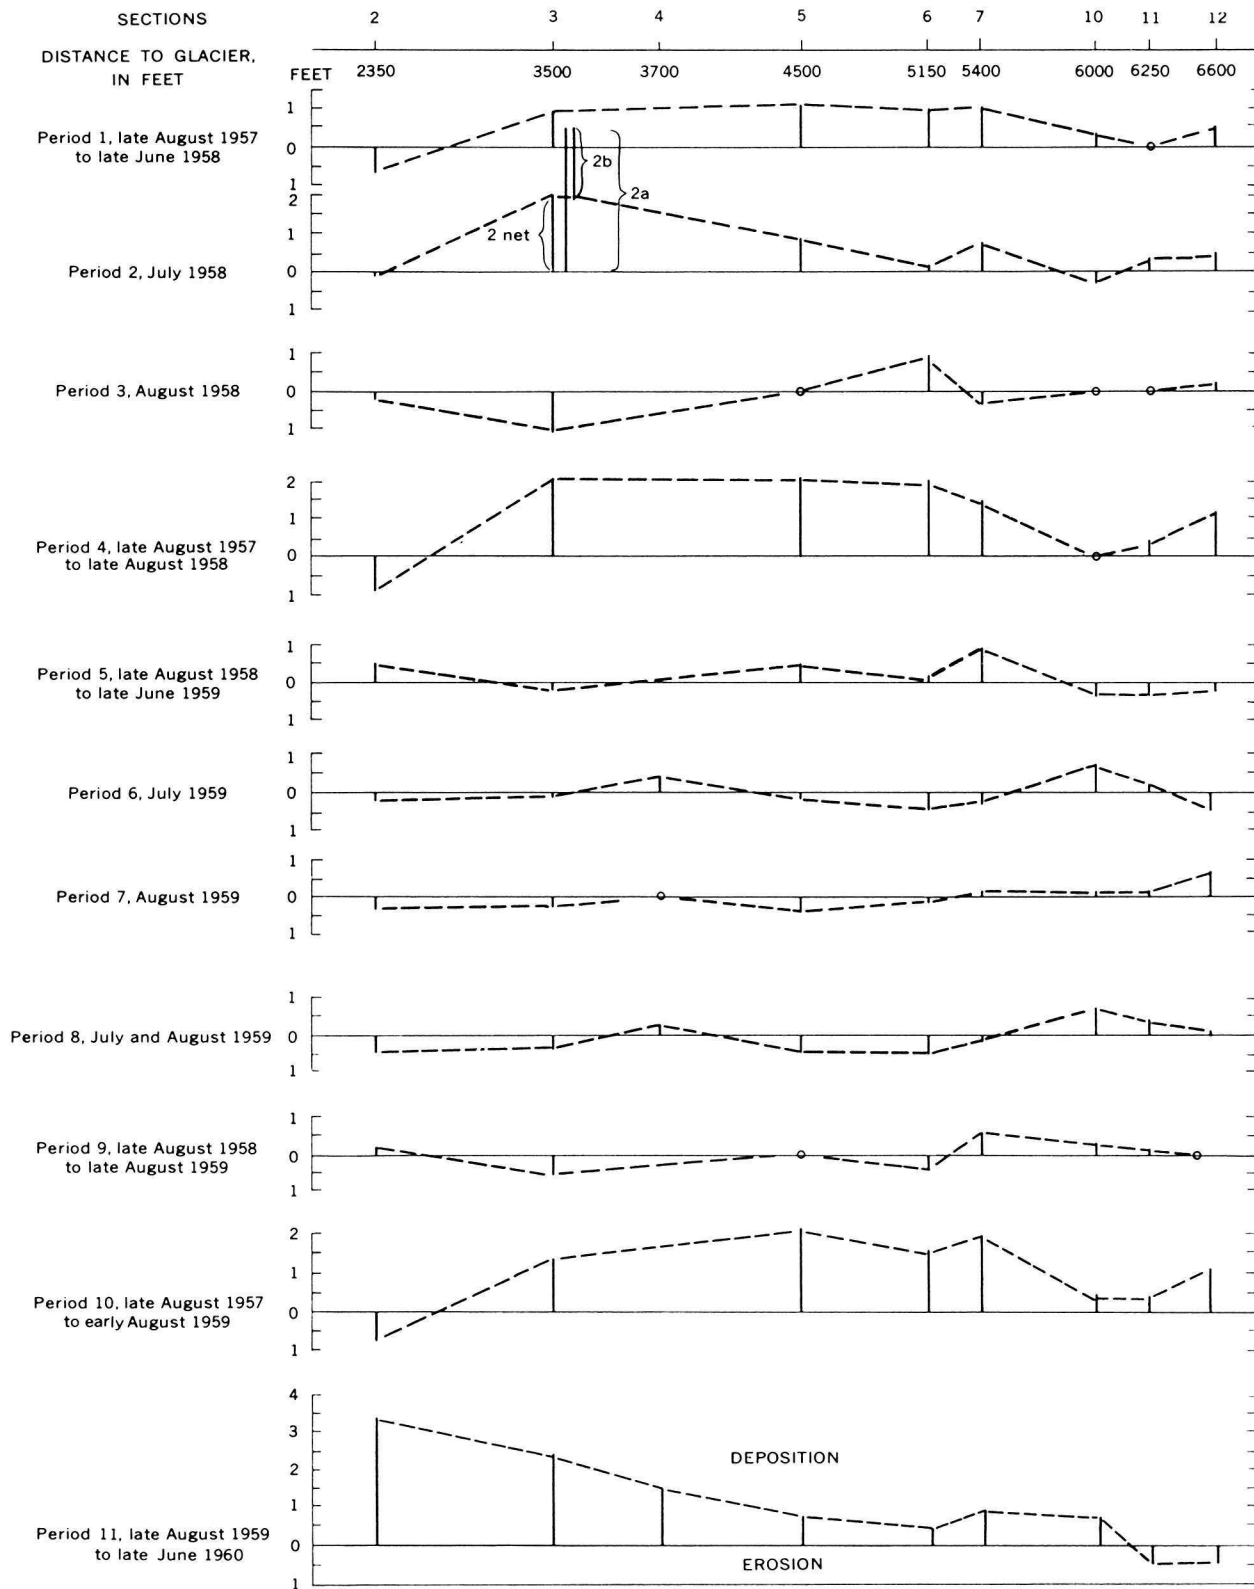 SECTIONS 2 3 4 5 6 7 10 11 12
DISTANCE TO GLACIER,
IN FEET
FEET 2350 3500 3700 4500 5150 5400 6000 6250 6600
1
Period 1, late August 1957
to late June 1958
0
1
2b
2a
2
1
2 net
Period 2, July 1958
0
1
1
Period 3, August 1958
0
1
2
1
Period 4, late August 1957
to late August 1958
0
1
1
Period 5, late August 1958
to late June 1959
0
1
1
Period 6, July 1959
0
1
1
Period 7, August 1959
0
1
1
Period 8, July and August 1959
0
1
1
Period 9, late August 1958
to late August 1959
0
1
2
1
Period 10, late August 1957
to early August 1959
0
1
4
3
DEPOSITION
2
1
Period 11, late August 1959
to late June 1960
0
EROSION
1